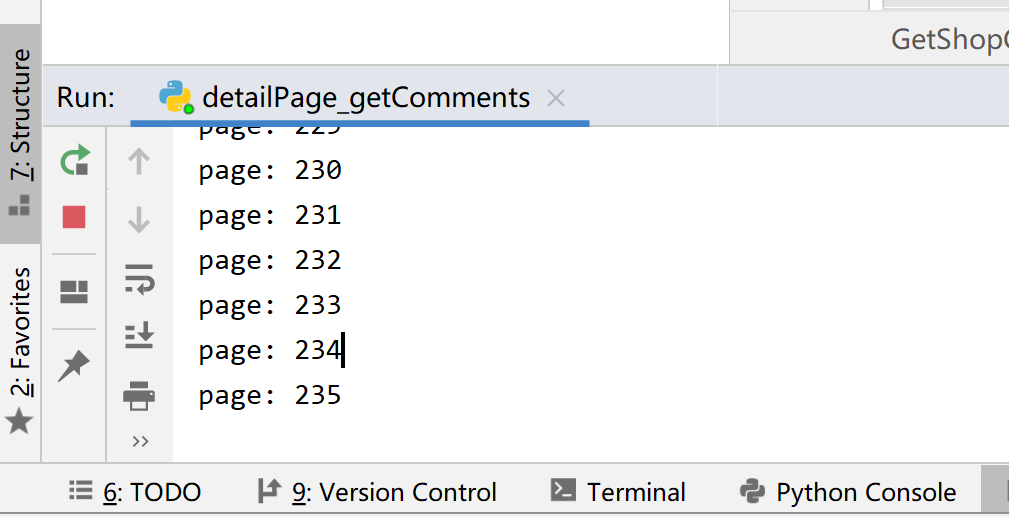 GetShop
Run: detailPage_getComments
7: Structure
2: Favorites
page: 229
page: 230
page: 231
page: 232
page: 233
page: 234
page: 235
6: TODO
9: Version Control
Terminal
Python Console